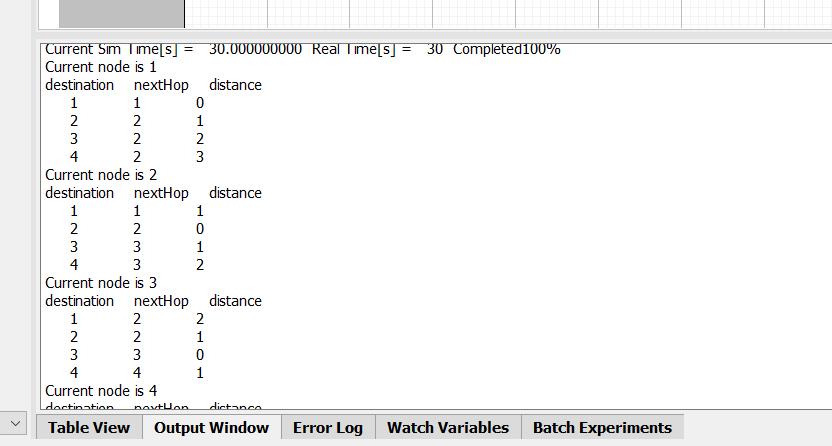 Current Sim Time[s] = 30.000000000 Real Time[s] = 30 Completed100%
Current node is 1
destination nextHop distance
1 1 0
2 2 1
3 2 2
4 2 3
Current node is 2
destination nextHop distance
1 1 1
2 2 0
3 3 1
4 3 2
Current node is 3
destination nextHop distance
1 2 2
2 2 1
3 3 0
4 4 1
Current node is 4
destination nextHop distance
Table View Output Window Error Log Watch Variables Batch Experiments